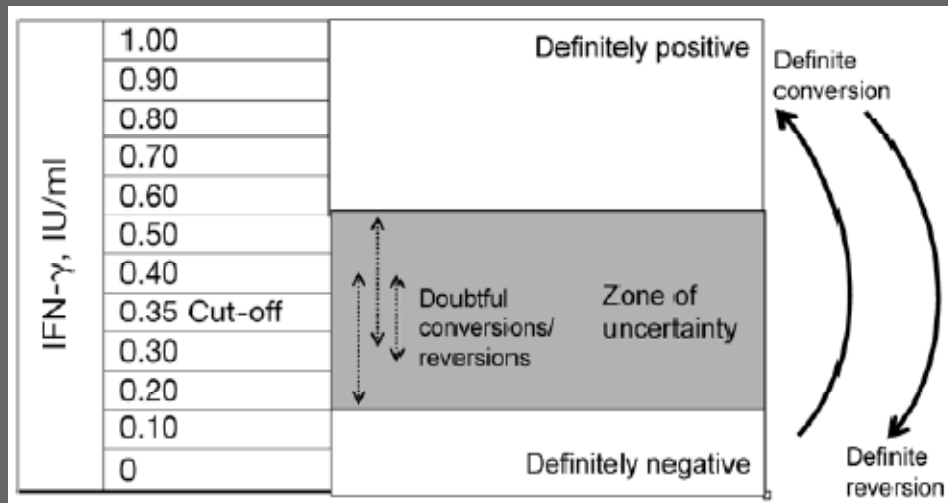 IFN-γ, IU/ml
1.00
0.90
0.80
0.70
0.60
0.50
0.40
0.35 Cut-off
0.30
0.20
0.10
0
Definitely positive
Doubtful
conversions/
reversions
Zone of
uncertainty
Definitely negative
Definite
conversion
Definite
reversion